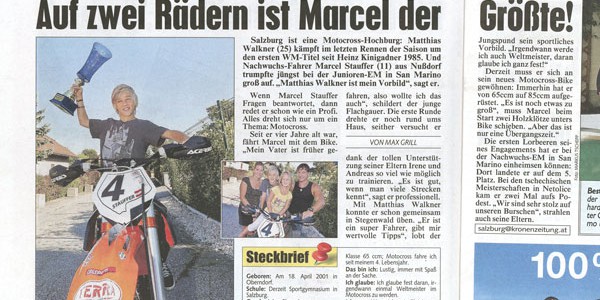 Auf zwei Rädern ist Marcel der
Größte!
Salzburg ist eine Motocross-Hochburg: Matthias
Walkner (25) kämpft im letzten Rennen der Saison um
den ersten WM-Titel seit Heinz Kinigadner 1985. Und
Nachwuchs-Fahrer Marcel Stauffer (11) aus Nußdorf
trumpfte jüngst bei der Junioren-EM in San Marino
groß auf. „Matthias Walkner ist mein Vorbild“, sagt er.
Wenn Marcel Stauffer
Fragen beantwortet, dann
redet er schon wie ein Profi.
Alles dreht sich nur um ein
Thema: Motocross.
Seit er vier Jahre alt war,
fährt Marcel mit dem Bike.
„Mein Vater ist früher ge-
fahren, also wollte ich das
auch“, schildert der junge
Flachgauer. Die erste Runde
drehte er noch rund ums
Haus, seither versucht er
VON MAX GRILL
dank der tollen Unterstüt-
zung seiner Eltern Irene und
Andreas so viel wie möglich
zu trainieren. „Es ist gut,
wenn man viele Strecken
kennt“, sagt er professionell.
Mit Matthias Walkner
konnte er schon gemeinsam
in Stegenwald üben. „Er ist
ein super Fahrer, gibt mir
wertvolle Tipps“, lobt der
Jungspund sein sportliches
Vorbild. „Irgendwann werde
ich auch Weltmeister, daran
glaube ich ganz fest!“
Derzeit muss er sich an
sein neues Motocross-Bike
gewöhnen: Immerhin hat er
von 65ccm auf 85ccm aufge-
rüstet. „Es ist noch etwas zu
groß“, muss Marcel beim
Start zwei Holzklötze unters
Bike schieben. „Aber das ist
nur eine Übergangszeit.“
Die ersten Lorbeeren sei-
nes Engagements hat er bei
der Nachwuchs-EM in San
Marino einheimsen können:
Dort landete er auf dem 5.
Platz. Bei den tschechischen
Meisterschaften in Netolice
kam er zwei Mal aufs Po-
dest. „Wir sind sehr stolz auf
unseren Burschen“, strahlen
auch seine Eltern.
salzburg@kronenzeitung.at
Steckbrief
Geboren: Am 18. April 2001 in
Oberndorf.
Schule: Derzeit Sportgymnasium in
Salzburg.
Klasse 65 ccm; Motocross fahre ich
seit meinem 4. Lebensjahr.
Das bin ich: Lustig, immer mit Spaß
an der Sache.
Ich glaube: Ich glaube fest daran,
irgendwann einmal Weltmeister im
Motocross zu werden.
4
STAUFFER
4
ERRA
100%